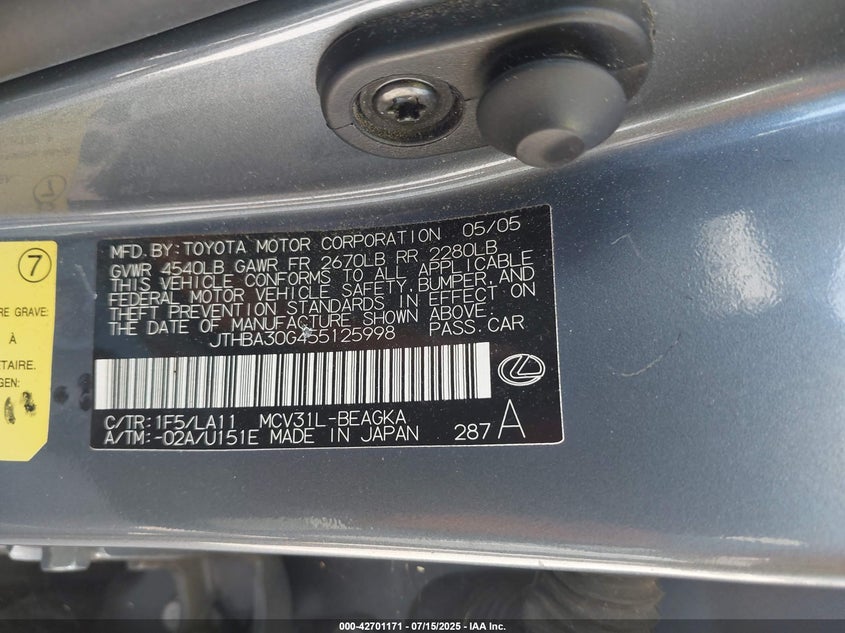 MFD.BY:TOYOTA MOTOR CORPORATION 05/05
GVWR 4540LB GAWR FR 2670LB RR 2280LB
THIS VEHICLE CONFORMS TO ALL APPLICABLE
FEDERAL MOTOR VEHICLE SAFETY,BUMPER,AND
THEFT PREVENTION STANDARDS IN EFFECT ON
THE DATE OF MANUFACTURE SHOWN ABOVE.
JTHBA30G455125998 PASS.CAR
C/TR:1F5/LA11 MCV31L-BEAGKA
A/TM:-02A/U151E MADE IN JAPAN 287 A
7
RE GRAVE:
À
TAIRE.
GEN:
000-42701171 - 07/15/2025 - IAA Inc.